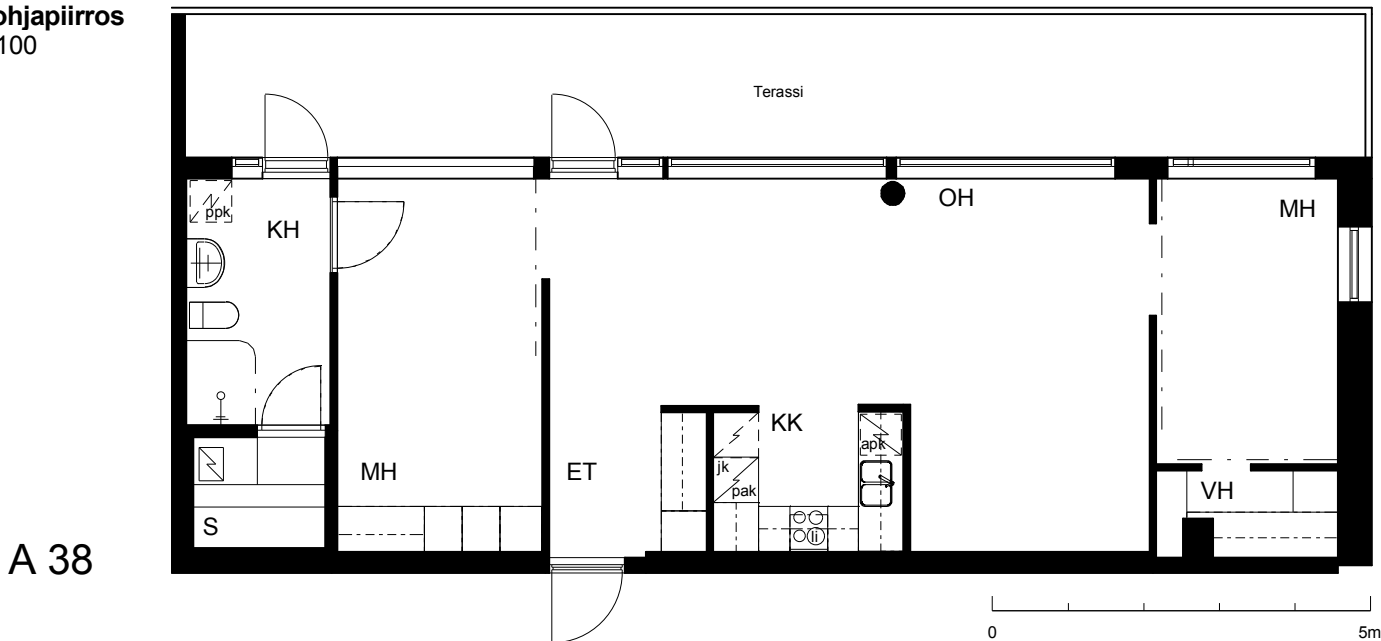 ohjapiirros
100
Terassi
ppk
KH
OH
MH
KK
apk
jk
pak
MH
ET
VH
S
li
A 38
0
5m